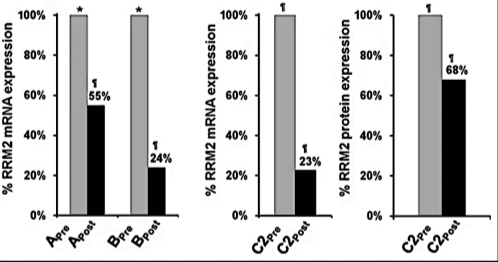 % RRM2 mRNA expression
100%
80%
60%
40%
20%
0%
*
¶
55%
*
¶
24%
APre
APost
BPre
BPost
% RRM2 mRNA expression
100%
80%
60%
40%
20%
0%
¶
¶
23%
C2Pre
C2Post
% RRM2 protein expression
100%
80%
60%
40%
20%
0%
¶
¶
68%
C2Pre
C2Post